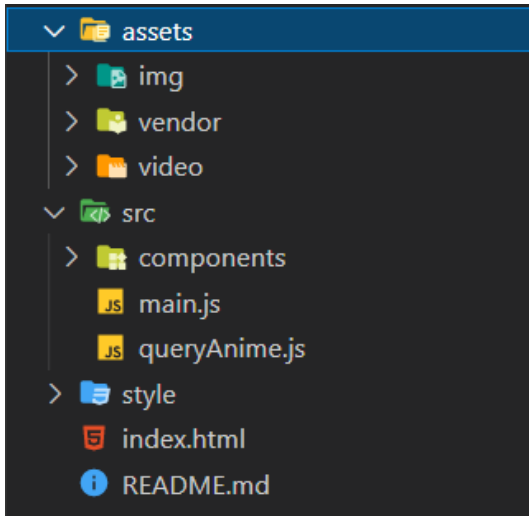 assets
img
vendor
video
src
components
JS main.js
JS queryAnime.js
style
index.html
README.md